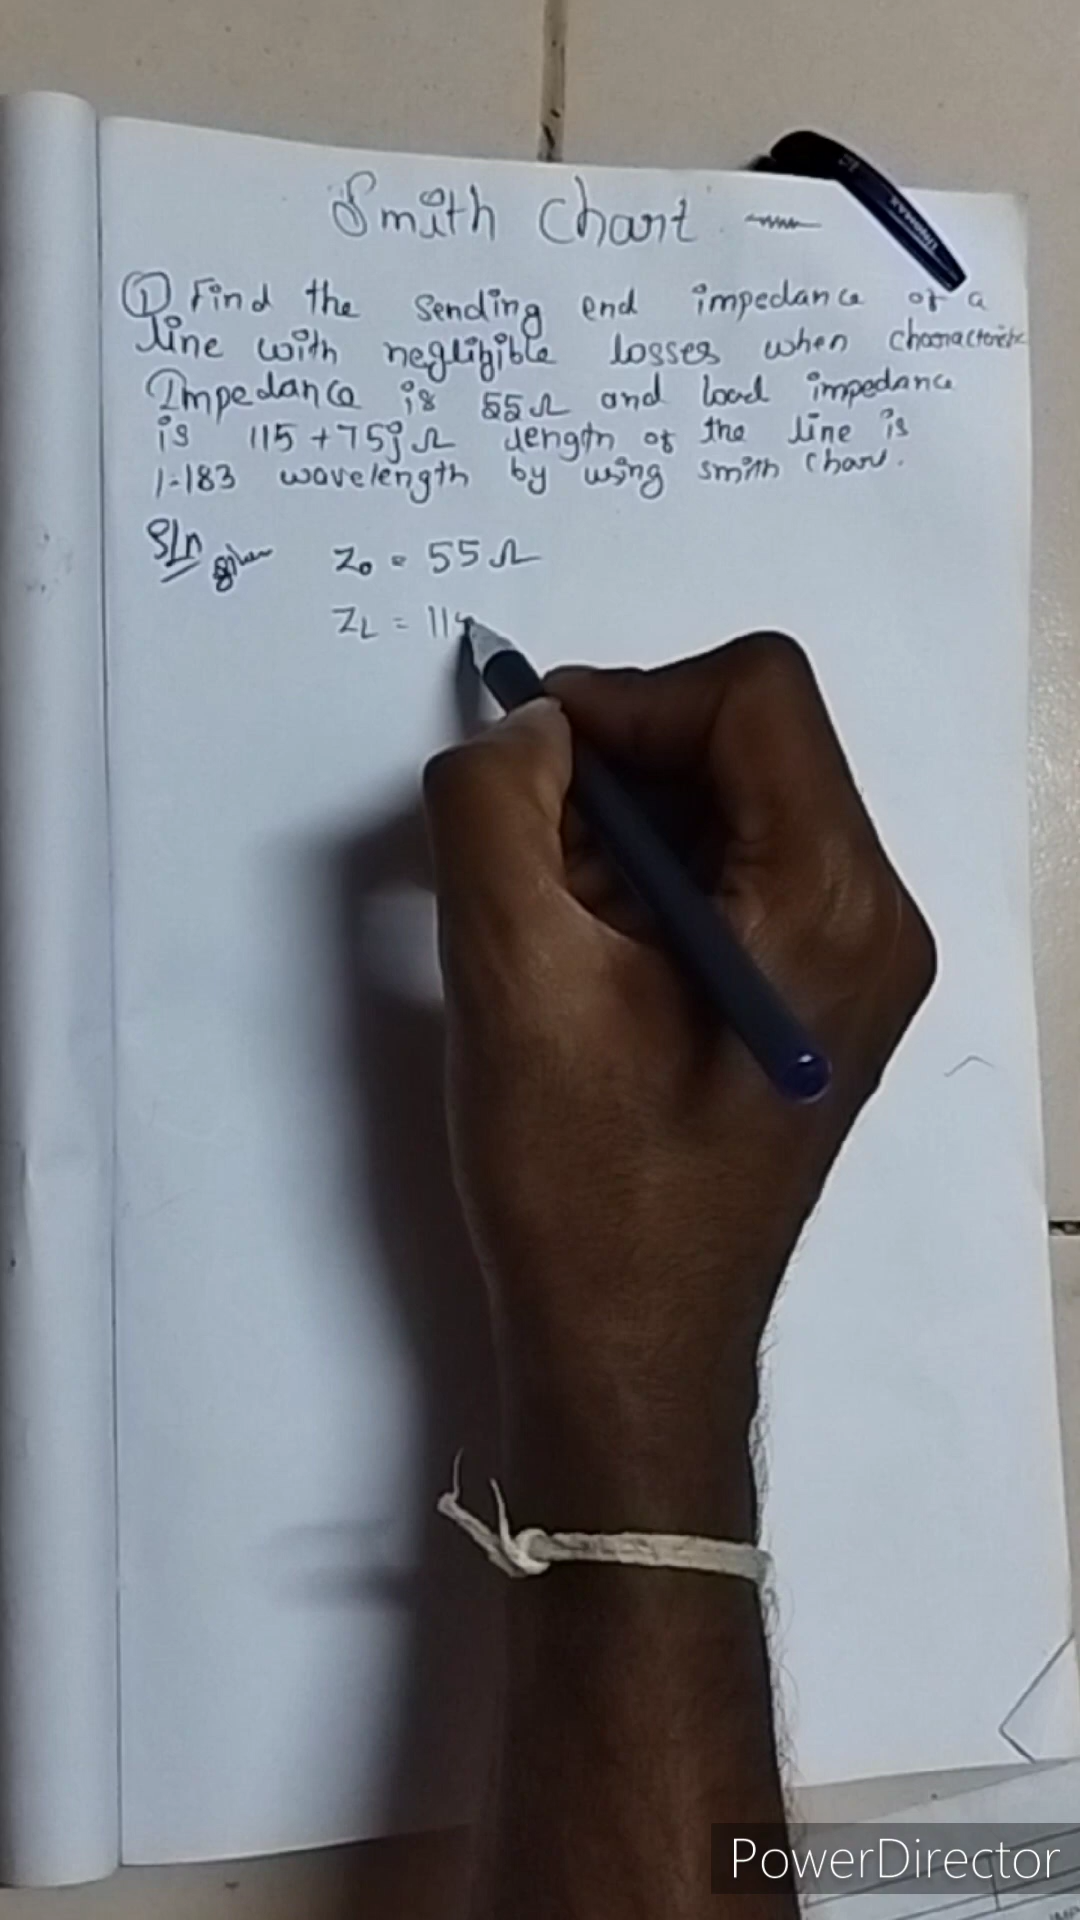 Smith Chart
① Find the sending end impedance of a
line with negligible losses when characteristic
Impedance is 55Ω and load impedance
is 115 +75j Ω length of the line is
1.183 wavelength by using smith chart.
Sln given Z₀ = 55Ω
ZL = 115
PowerDirector